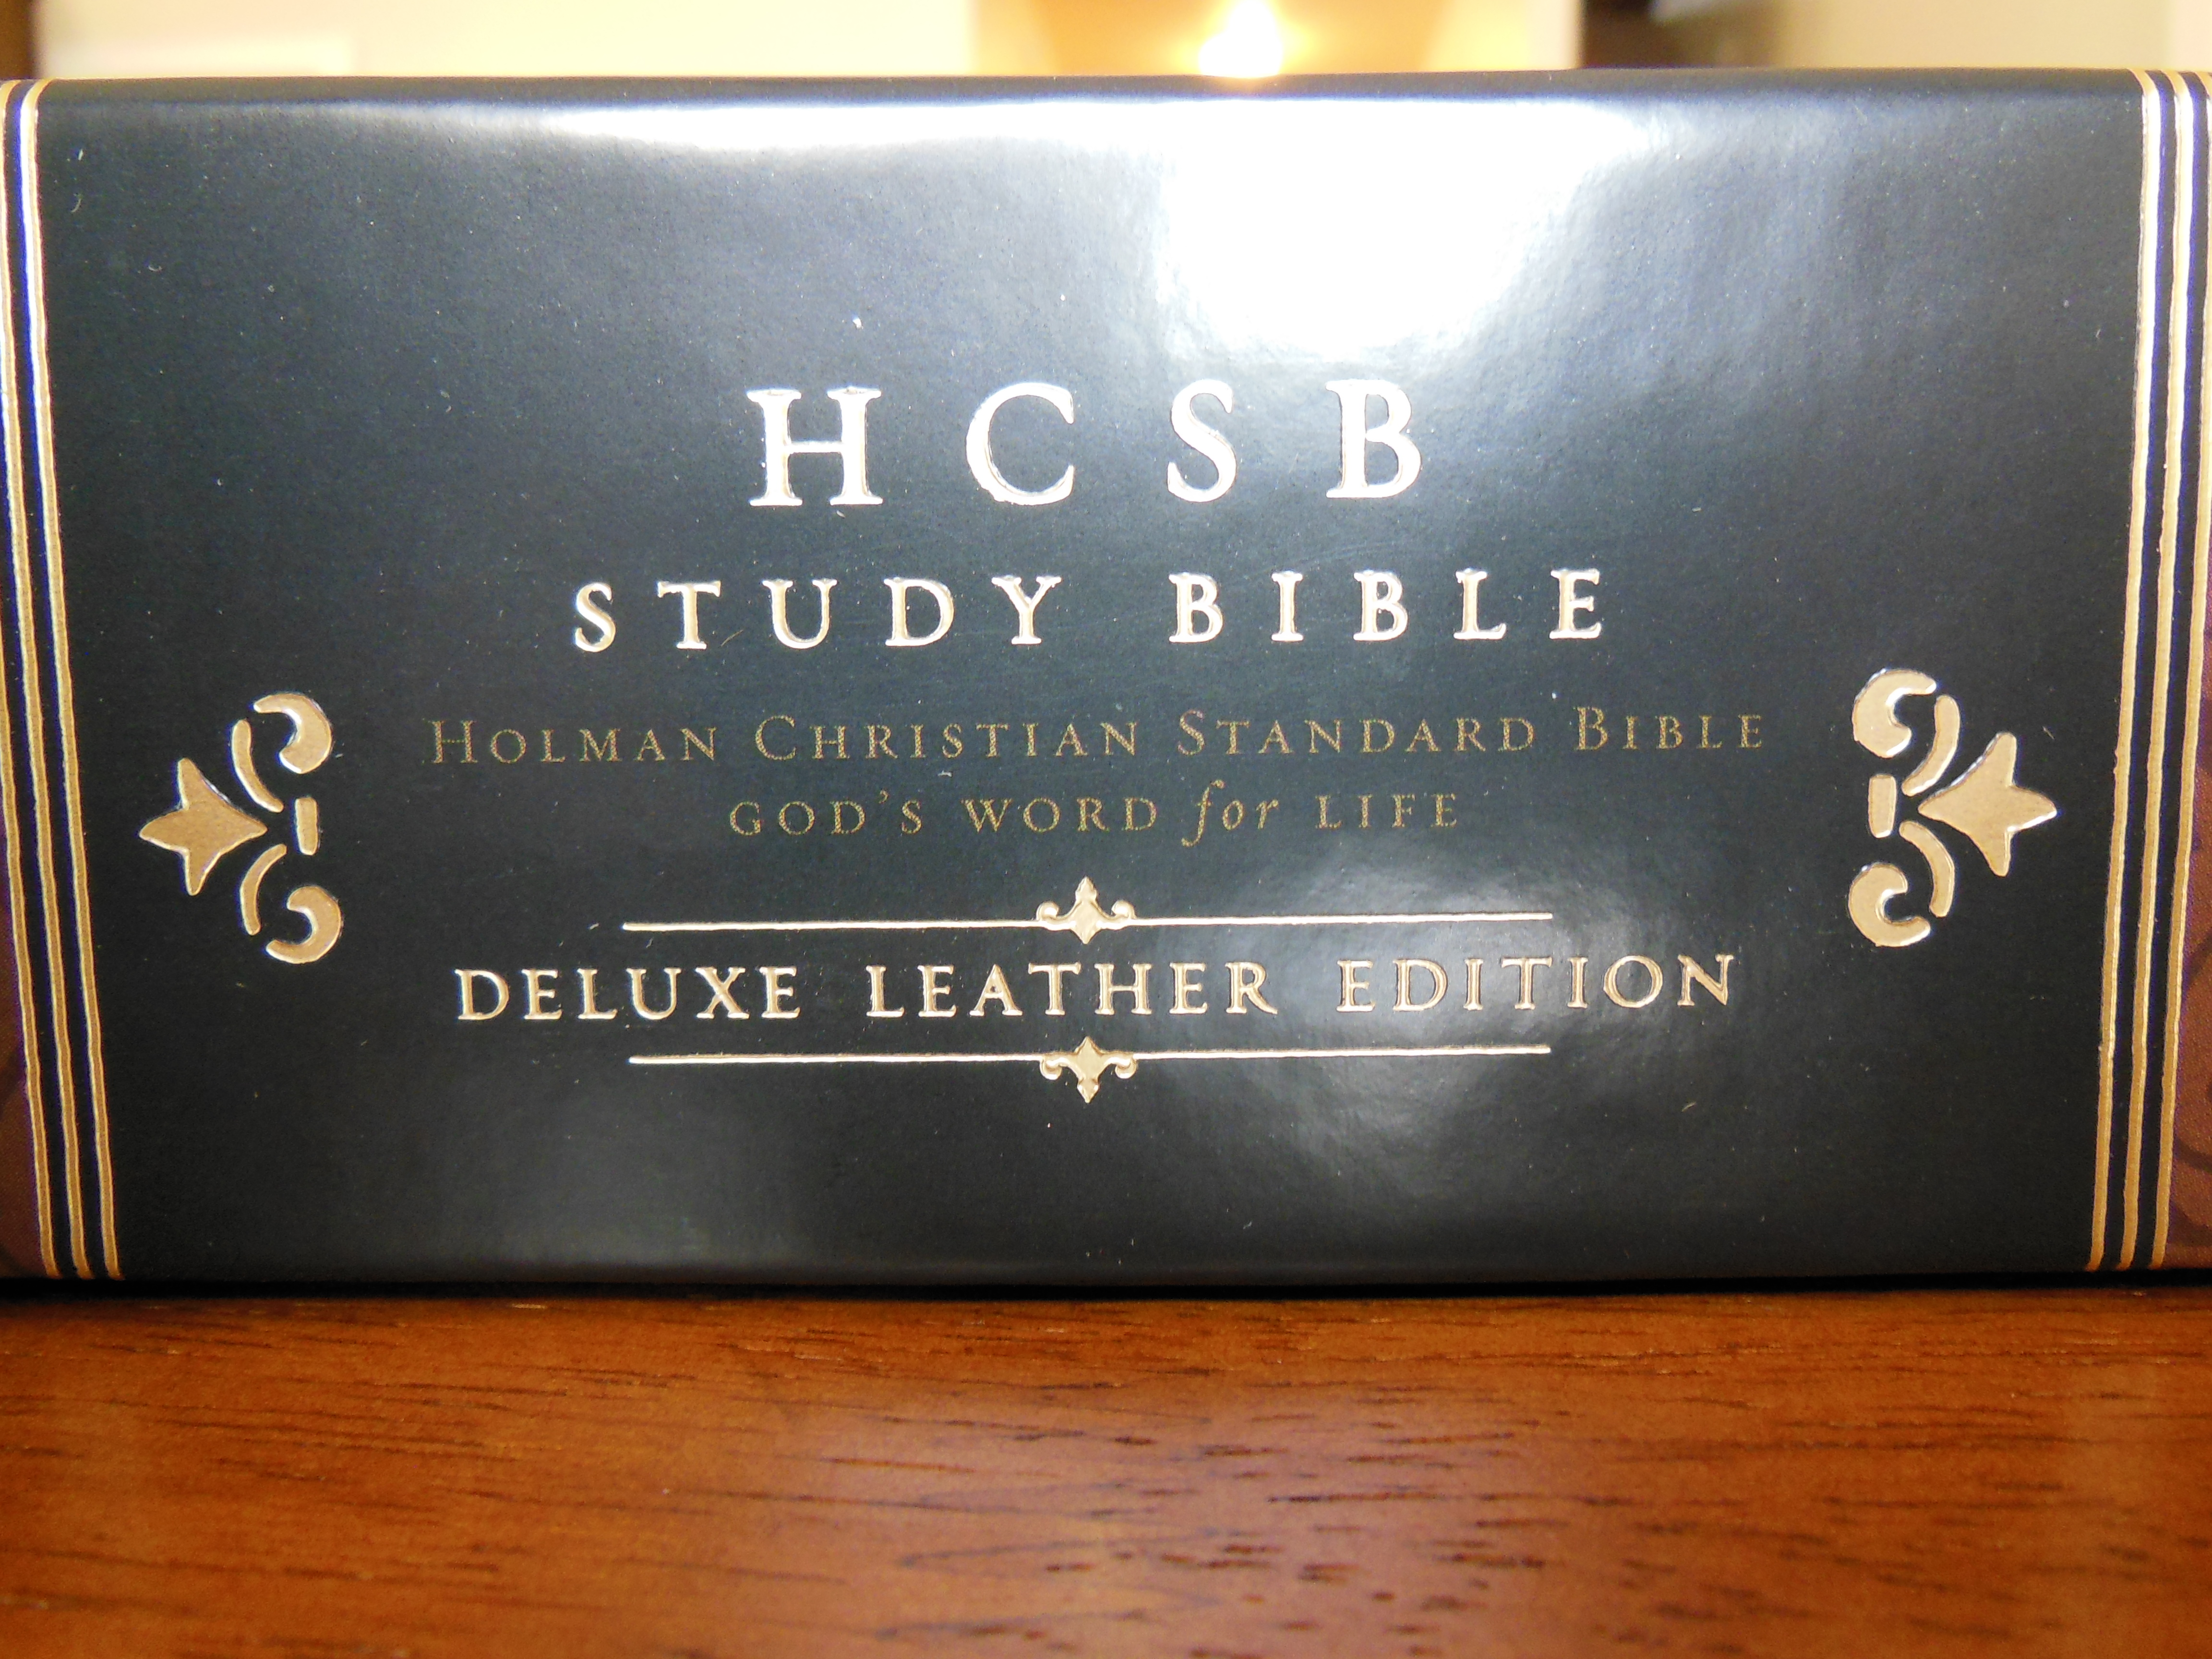 HCSB
STUDY BIBLE
HOLMAN CHRISTIAN STANDARD BIBLE
GOD'S WORD for LIFE
DELUXE LEATHER EDITION